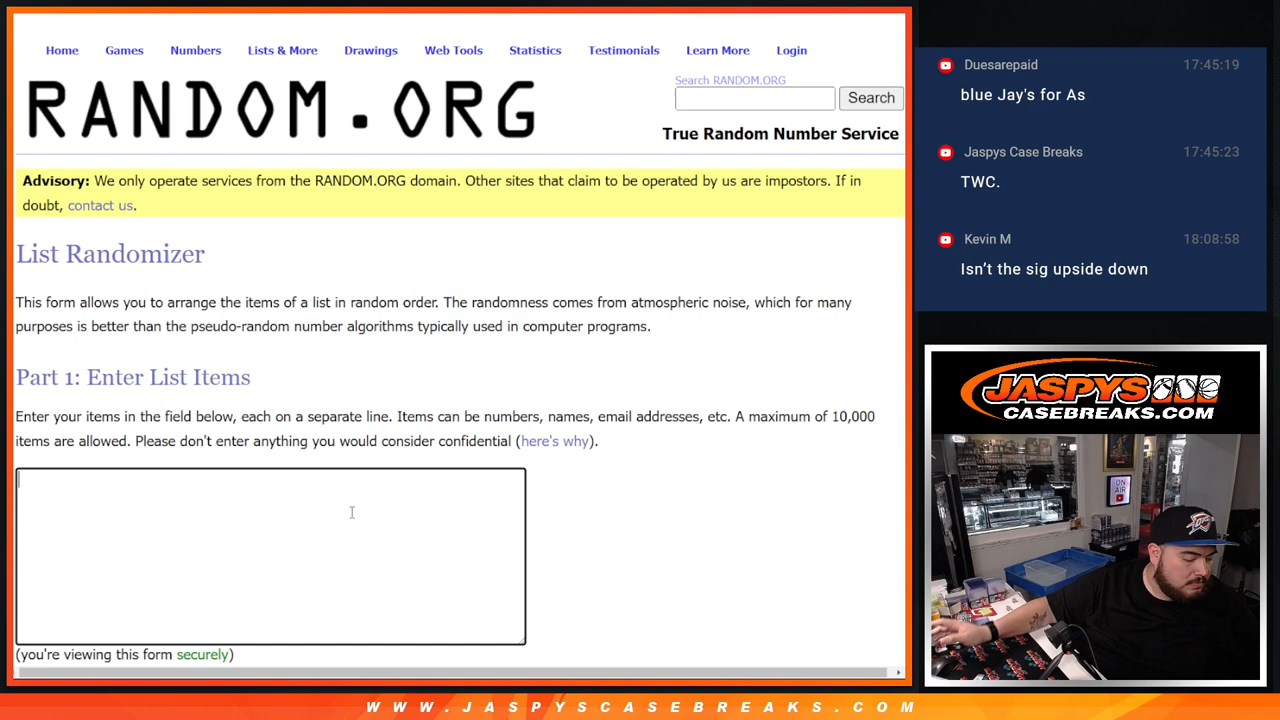 Home Games Numbers Lists & More Drawings Web Tools Statistics Testimonials Learn More Login
RANDOM.ORG
Search RANDOM.ORG
Search
True Random Number Service
Advisory: We only operate services from the RANDOM.ORG domain. Other sites that claim to be operated by us are impostors. If in
doubt, contact us.
List Randomizer
This form allows you to arrange the items of a list in random order. The randomness comes from atmospheric noise, which for many
purposes is better than the pseudo-random number algorithms typically used in computer programs.
Part 1: Enter List Items
Enter your items in the field below, each on a separate line. Items can be numbers, names, email addresses, etc. A maximum of 10,000
items are allowed. Please don't enter anything you would consider confidential (here's why).
(you're viewing this form securely)
Duesarepaid 17:45:19
blue Jay's for As
Jaspys Case Breaks 17:45:23
TWC.
Kevin M 18:08:58
Isn’t the sig upside down
JASPYS
CASEBREAKS.COM
ON
AIR
WWW.JASPYSCASEBREAKS.COM